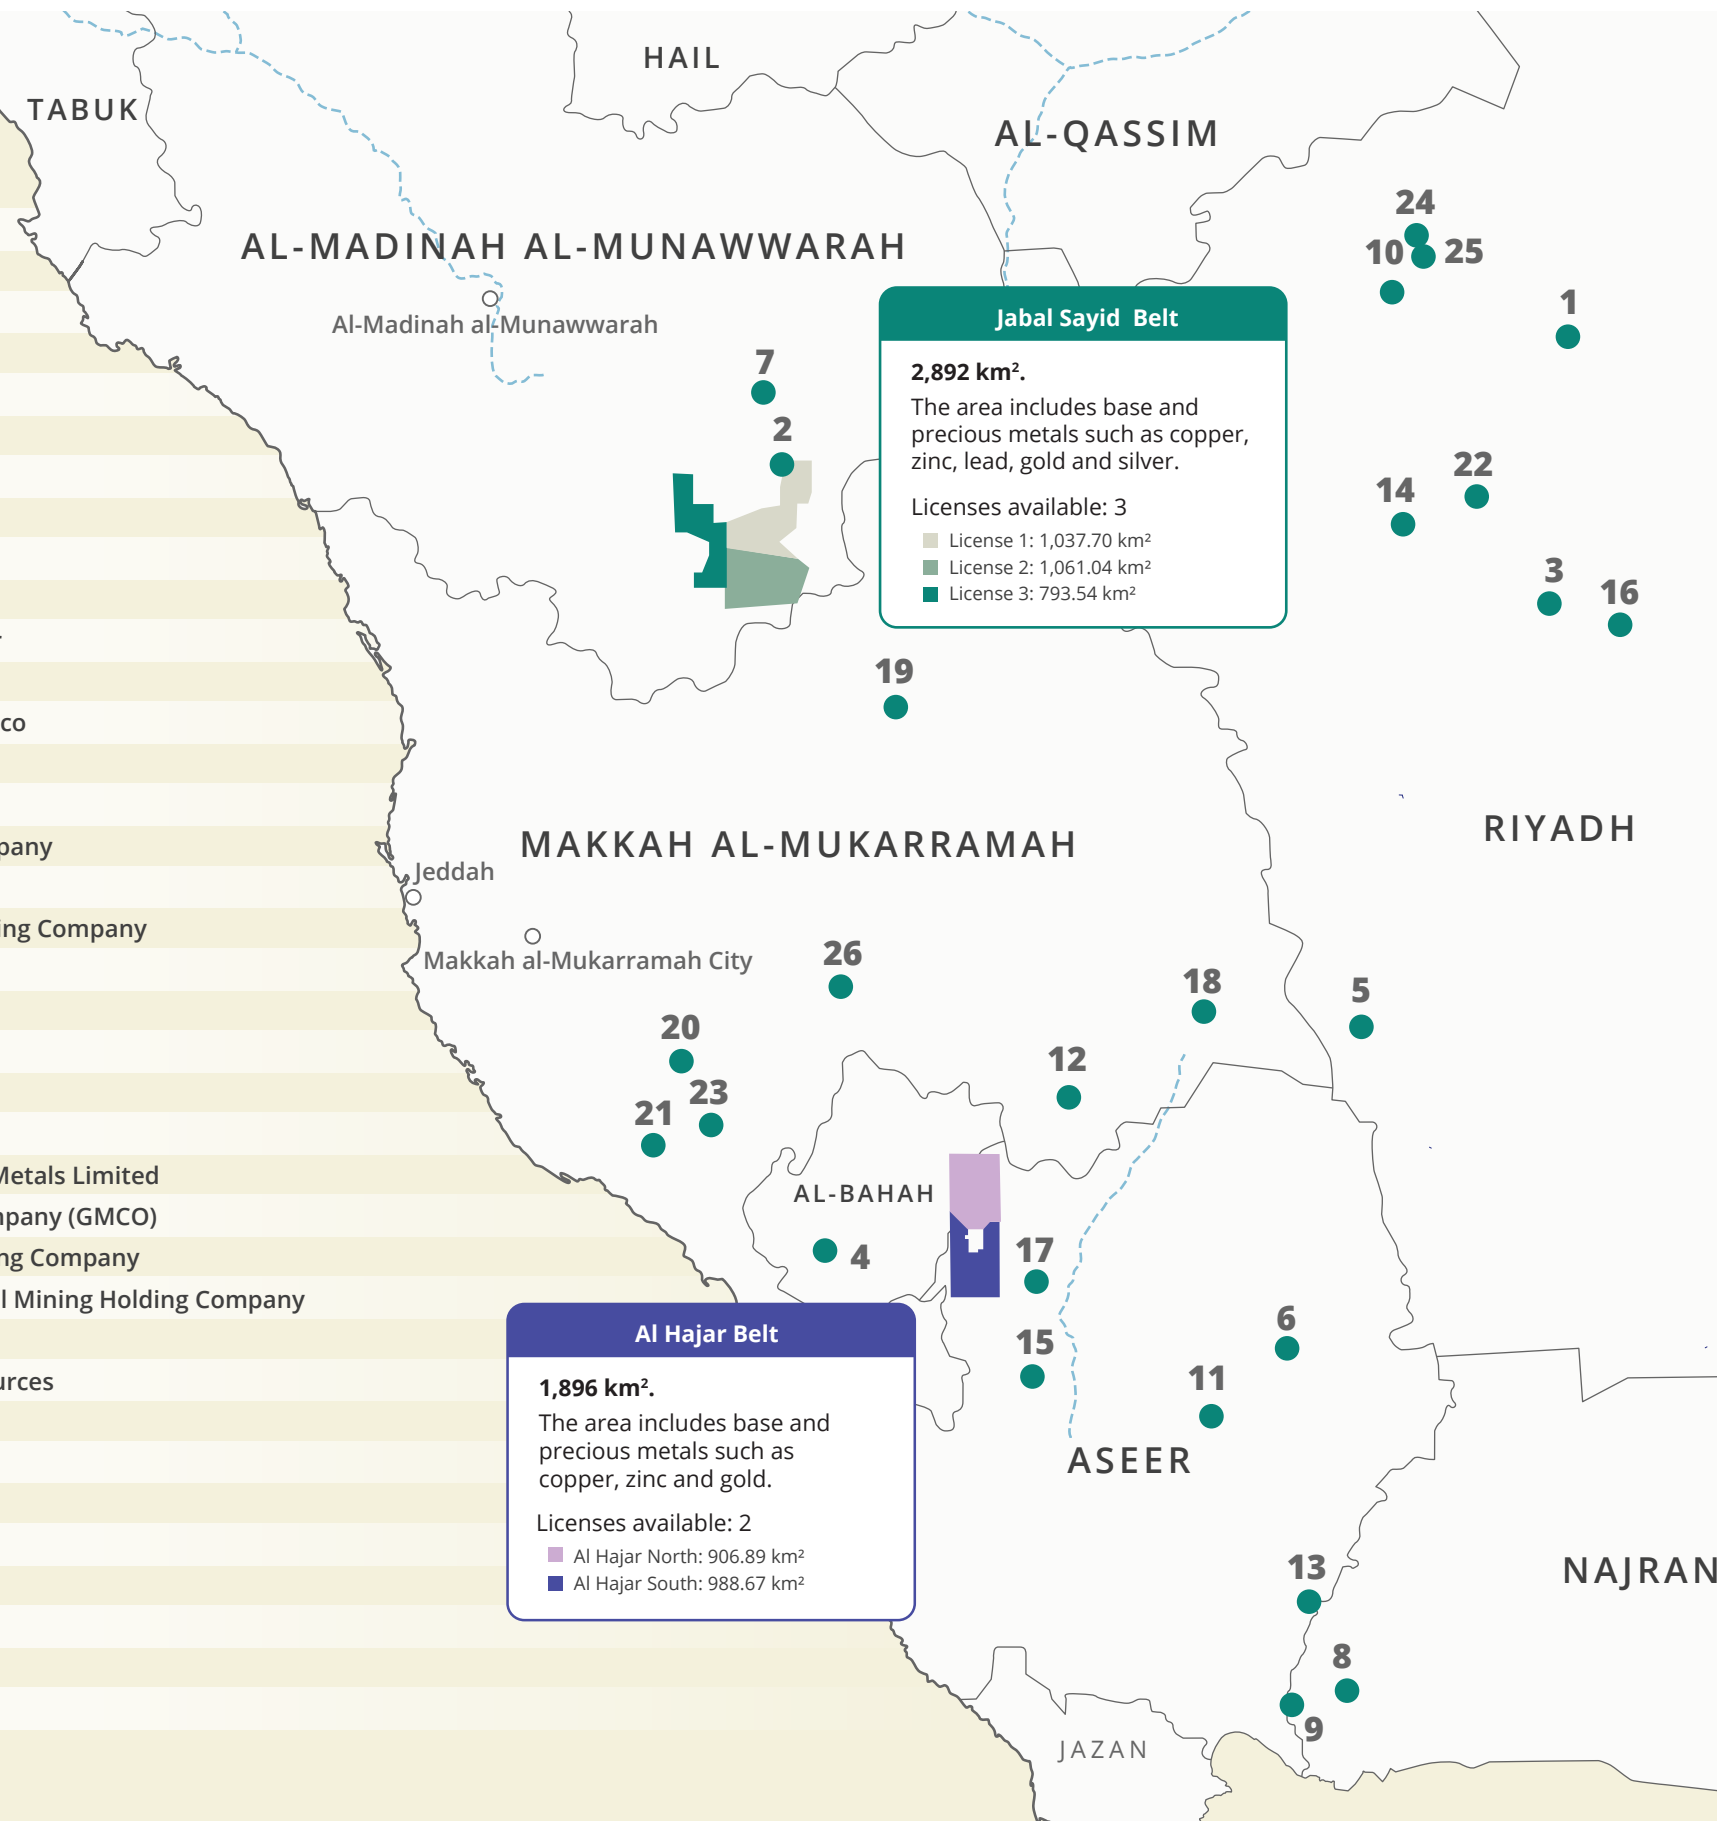 HAIL
TABUK
AL-QASSIM
24
10
25
AL-MADINAH AL-MUNAWWARAH
1
Al-Madinah al-Munawwarah
Jabal Sayid Belt
7
2,892 km².
The area includes base and
precious metals such as copper,
zinc, lead, gold and silver.
Licenses available: 3
License 1: 1,037.70 km²
License 2: 1,061.04 km²
License 3: 793.54 km²
2
22
14
3
16
19
co
RIYADH
MAKKAH AL-MUKARRAMAH
pany
Jeddah
ing Company
Makkah al-Mukarramah City
26
18
5
20
12
23
21
Metals Limited
AL-BAHAH
mpany (GMCO)
4
17
ng Company
l Mining Holding Company
6
15
11
Al Hajar Belt
1,896 km².
The area includes base and
precious metals such as
copper, zinc and gold.
Licenses available: 2
Al Hajar North: 906.89 km²
Al Hajar South: 988.67 km²
urces
ASEER
13
NAJRAN
8
9
JAZAN